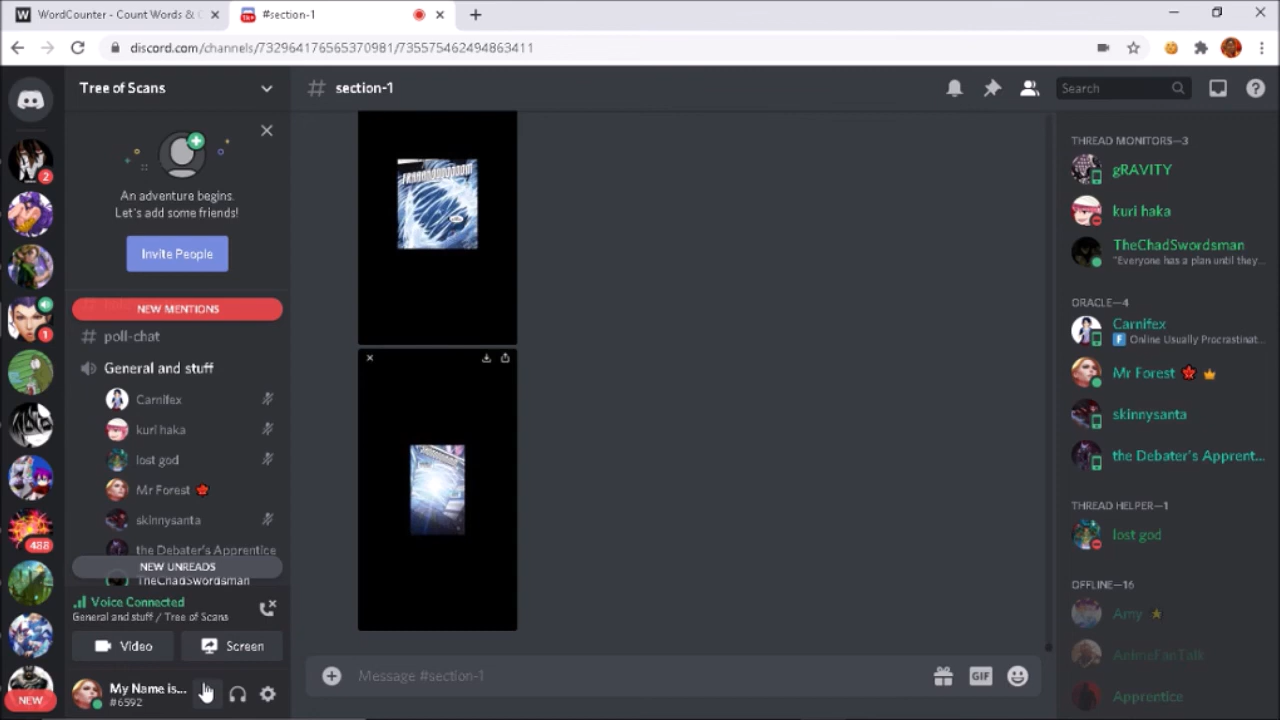 WordCounter - Count Words &
#section-1
discord.com/channels/732964176565370981/735575462494863411
Tree of Scans
section-1
Search
An adventure begins.
Let's add some friends!
Invite People
NEW MENTIONS
poll-chat
General and stuff
Carnifex
kuri haka
lost god
Mr Forest
skinnysanta
the Debater's Apprentice
NEW UNREADS
TheChadSwordsman
Voice Connected
General and stuff / Tree of Scans
Video
Screen
My Name is...
#6592
2
1
488
NEW
Message #section-1
GIF
THREAD MONITORS—3
gRAVITY
kuri haka
TheChadSwordsman
"Everyone has a plan until they...
ORACLE—4
Carnifex
F Online Usually Procrastinat...
Mr Forest
skinnysanta
the Debater's Apprent...
THREAD HELPER—1
lost god
OFFLINE—16
Amy
AnimeFanTalk
Apprentice